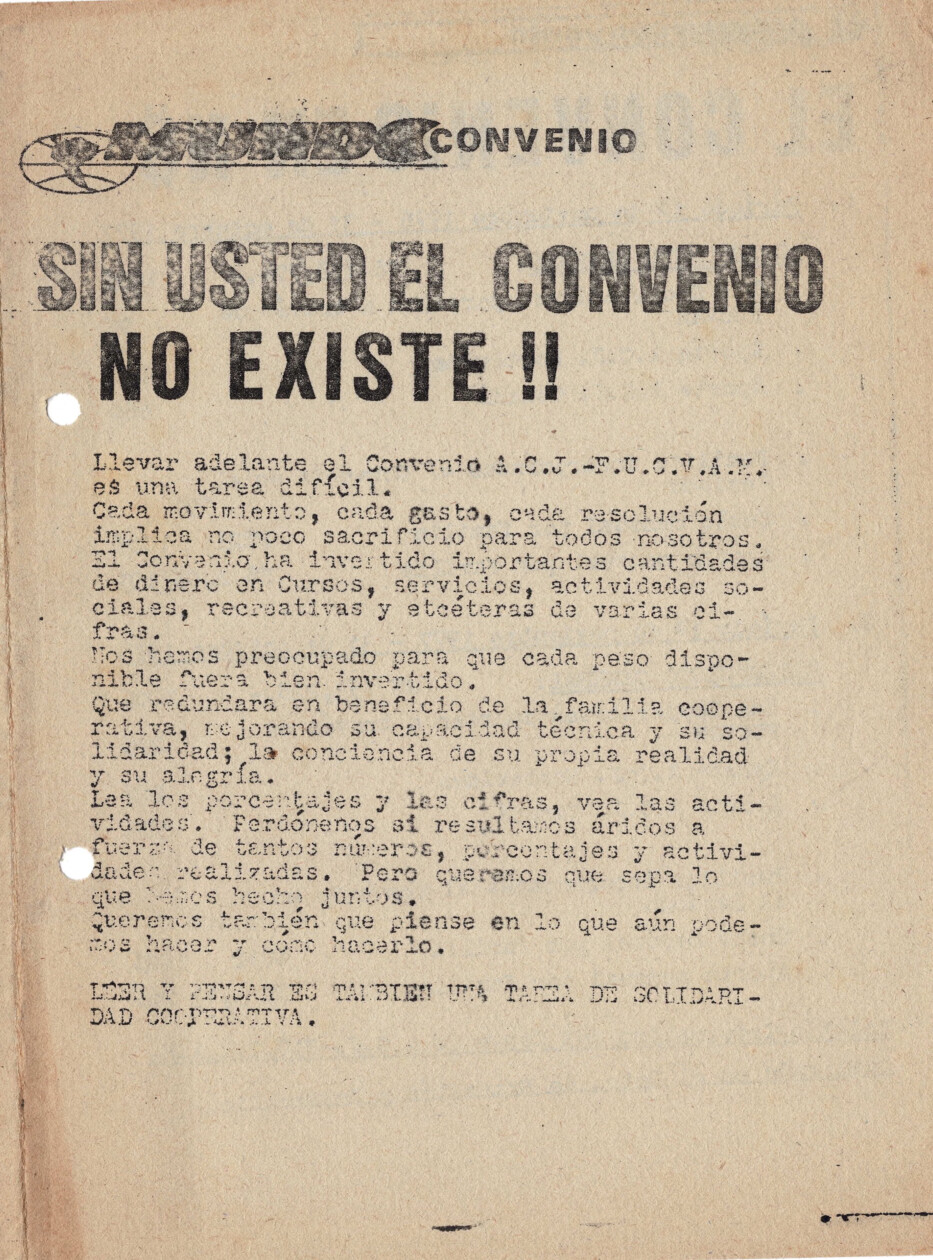 MUNDO CONVENIO
SIN USTED EL CONVENIO
NO EXISTE !!
Llevar adelante el Convenio A.C.J.-F.U.C.V.A.M.
es una tarea difícil.
Cada movimiento, cada gasto, cada resolución
implica no poco sacrificio para todos nosotros.
El Convenio ha invertido importantes cantidades
de dinero en Cursos, servicios, actividades so-
ciales, recreativas y etcéteras de varias ci-
fras.
Nos hemos preocupado para que cada peso dispo-
nible fuera bien invertido.
Que redundara en beneficio de la familia coope-
rativa, mejorando su capacidad técnica y su so-
lidaridad; la conciencia de su propia realidad
y su alegría.
Lea los porcentajes y las cifras, vea las acti-
vidades. Perdónenos si resultamos áridos a
fuerza de tantos números, porcentajes y activi-
dades realizadas. Pero queremos que sepa lo
que hemos hecho juntos.
Queremos también que piense en lo que aún pode-
mos hacer y cómo hacerlo.
LEER Y PENSAR ES TAMBIEN UNA TAREA DE SOLIDARI-
DAD COOPERATIVA.